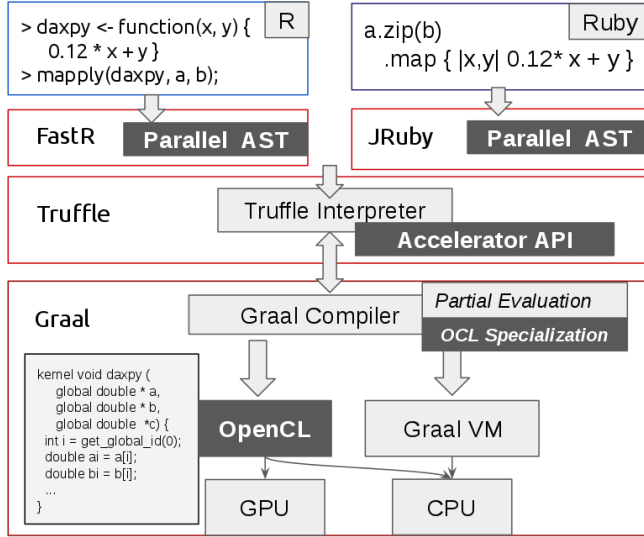 > daxpy <- function(x, y) {
0.12 * x + y }
> mapply(daxpy, a, b);
R
a.zip(b)
.map { |x,y| 0.12* x + y }
Ruby
FastR
Parallel AST
JRuby
Parallel AST
Truffle
Truffle Interpreter
Accelerator API
Graal
Graal Compiler
Partial Evaluation
OCL Specialization
kernel void daxpy (
global double * a,
global double * b,
global double *c) {
int i = get_global_id(0);
double ai = a[i];
double bi = b[i];
...
}
OpenCL
Graal VM
GPU
CPU